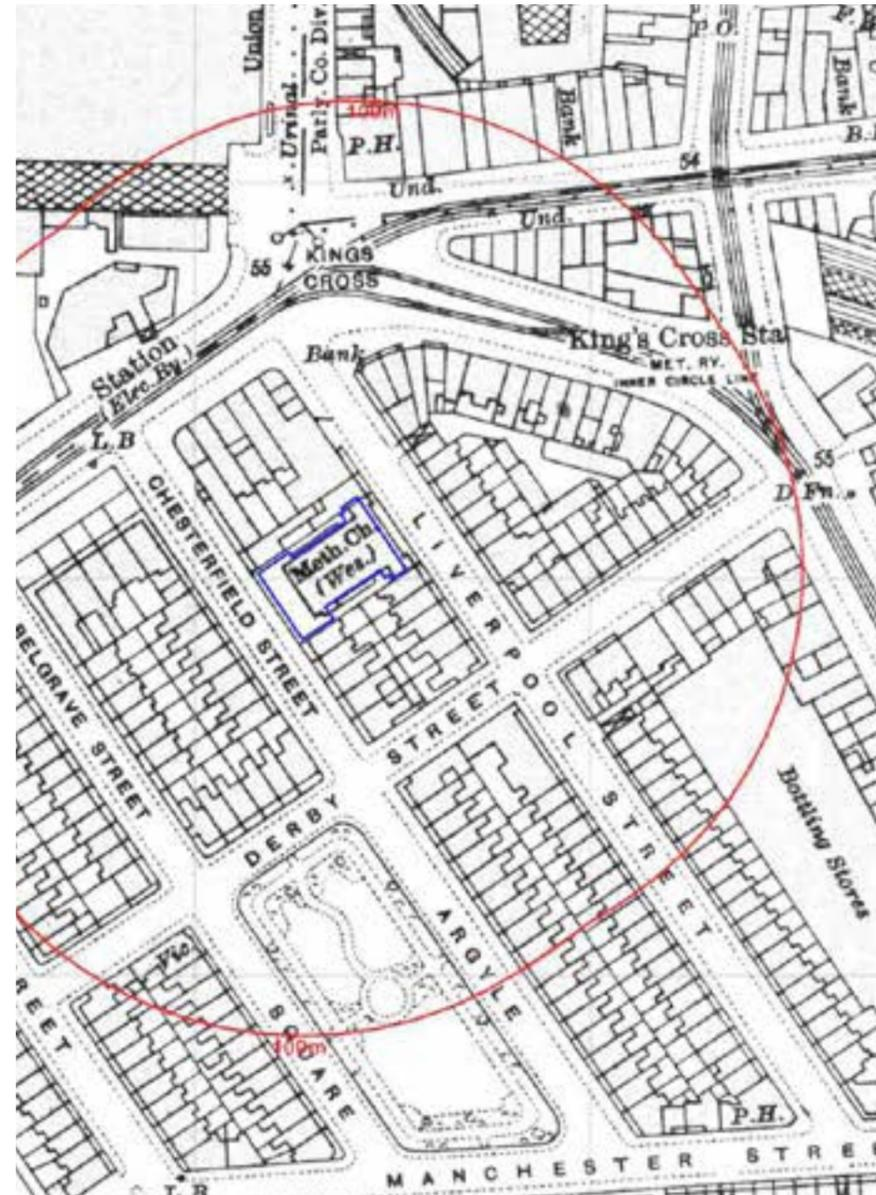 Union
Urinal
Parly. Co. Div.
P.O.
Bank
Bank
100m
P.H.
Und.
54
Und.
KINGS
CROSS
55
King's Cross Sta.
MET. RY.
INNER CIRCLE LINE
Bank
Station
(Elec. Ry.)
L.B
55
D. Fn.
CHESTERFIELD STREET
LIVERPOOL STREET
Meth. Ch.
(Wes.)
BELGRAVE STREET
DERBY STREET
Bottling Stores
ARGYLE
SQUARE
Vic
REET
100m
P.H.
MANCHESTER STREE
L.B